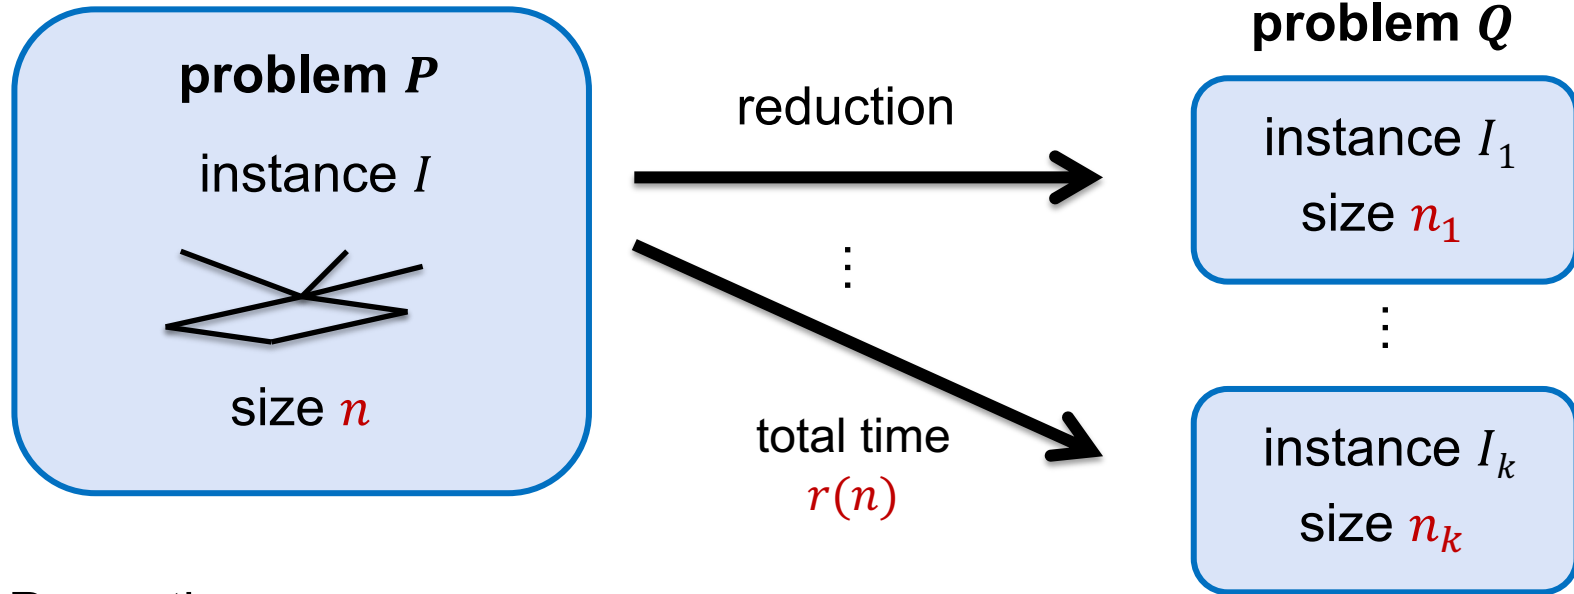 problem P
instance I
size n
reduction
⋮
total time
r(n)
problem Q
instance I₁
size n₁
⋮
instance Iₖ
size nₖ